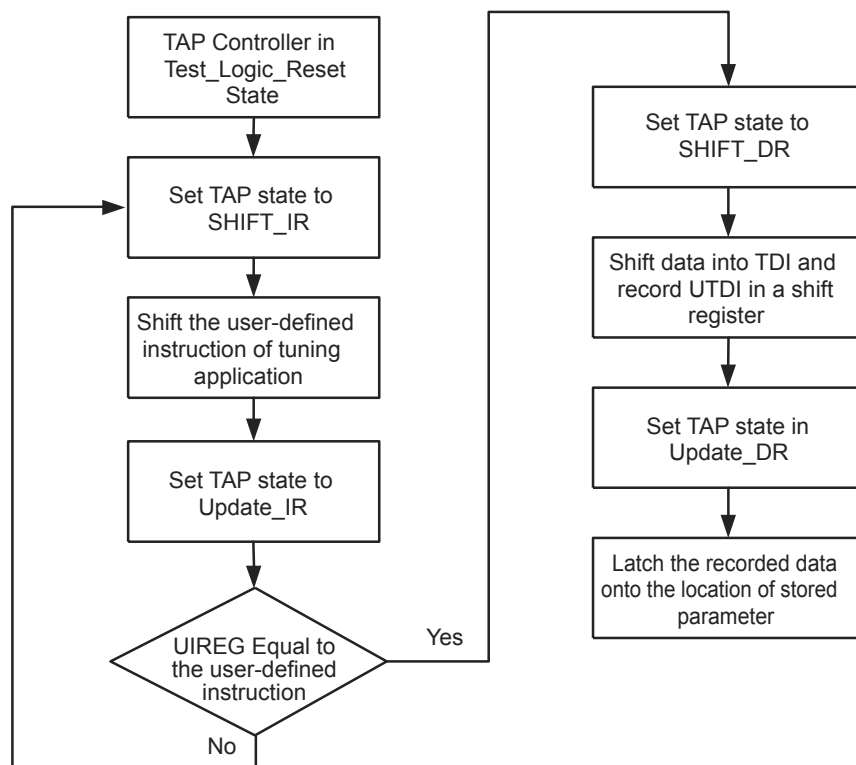 TAP Controller in
Test_Logic_Reset
State
Set TAP state to
SHIFT_IR
Shift the user-defined
instruction of tuning
application
Set TAP state to
Update_IR
UIREG Equal to
the user-defined
instruction
Yes
No
Set TAP state to
SHIFT_DR
Shift data into TDI and
record UTDI in a shift
register
Set TAP state in
Update_DR
Latch the recorded data
onto the location of stored
parameter